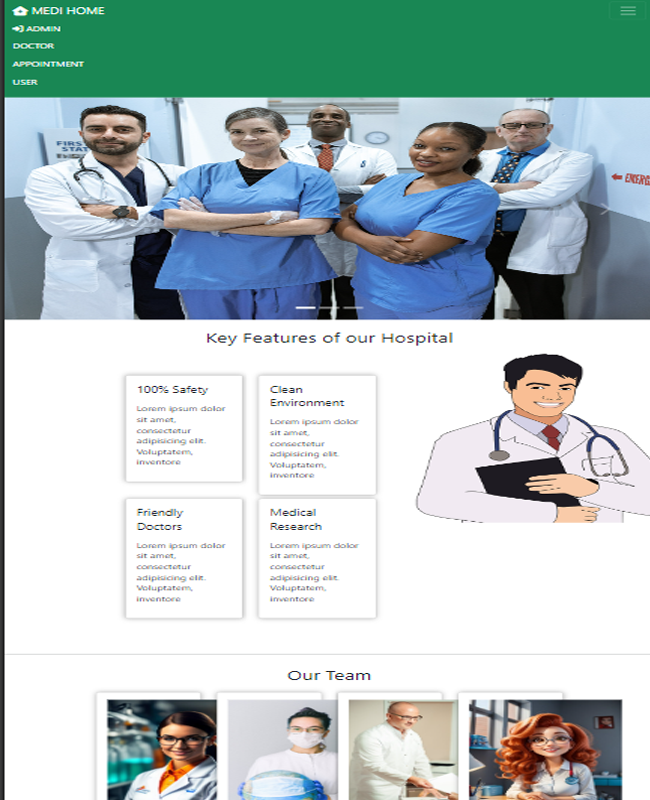 MEDI HOME
ADMIN
DOCTOR
APPOINTMENT
USER
FIRS
STAT
EMERG
Key Features of our Hospital
100% Safety
Lorem ipsum dolor
sit amet,
consectetur
adipisicing elit.
Voluptatem,
inventore
Clean
Environment
Lorem ipsum dolor
sit amet,
consectetur
adipisicing elit.
Voluptatem,
inventore
Friendly
Doctors
Lorem ipsum dolor
sit amet,
consectetur
adipisicing elit.
Voluptatem,
inventore
Medical
Research
Lorem ipsum dolor
sit amet,
consectetur
adipisicing elit.
Voluptatem,
inventore
Our Team